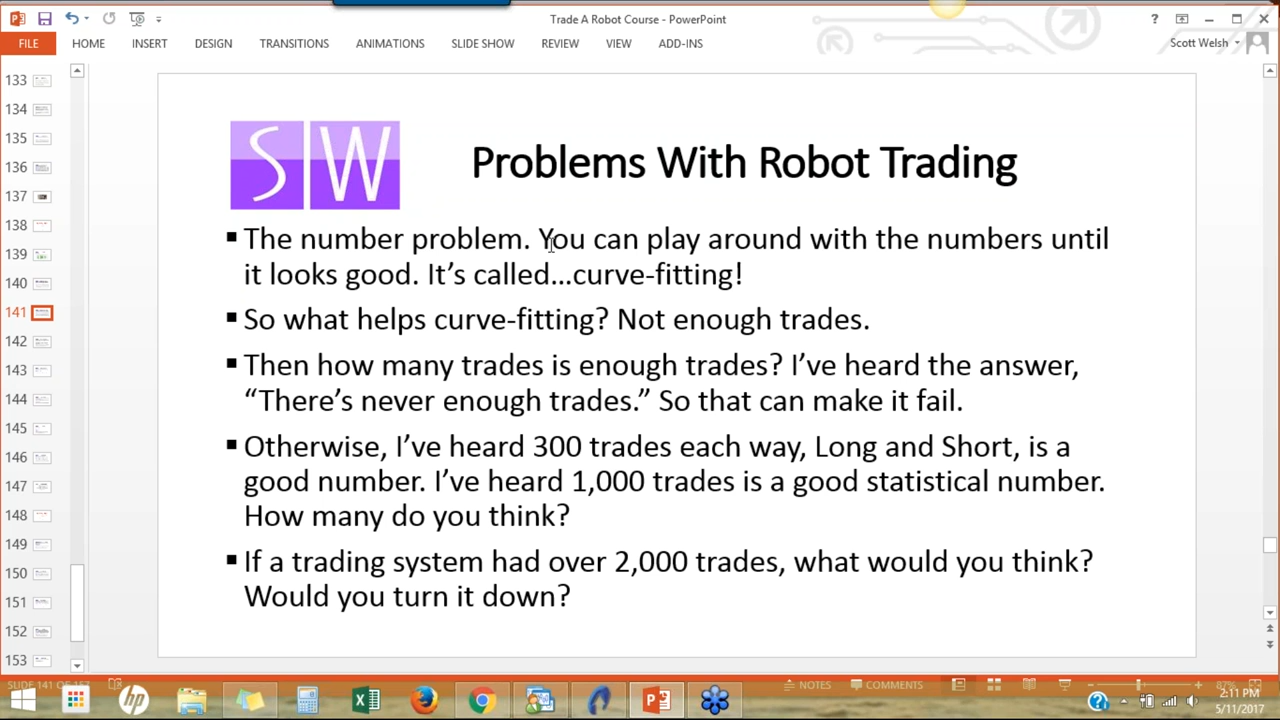 Trade A Robot Course - PowerPoint
?
FILE HOME INSERT DESIGN TRANSITIONS ANIMATIONS SLIDE SHOW REVIEW VIEW ADD-INS Scott Welsh
133
134
135
136
137
138
139
140
141
142
143
144
145
146
147
148
149
150
151
152
153
SW
Problems With Robot Trading
▪ The number problem. You can play around with the numbers until
it looks good. It’s called…curve-fitting!
▪ So what helps curve-fitting? Not enough trades.
▪ Then how many trades is enough trades? I’ve heard the answer,
“There’s never enough trades.” So that can make it fail.
▪ Otherwise, I’ve heard 300 trades each way, Long and Short, is a
good number. I’ve heard 1,000 trades is a good statistical number.
How many do you think?
▪ If a trading system had over 2,000 trades, what would you think?
Would you turn it down?
SLIDE 141 OF 157 NOTES COMMENTS 87%
hp
2:11 PM
5/11/2017